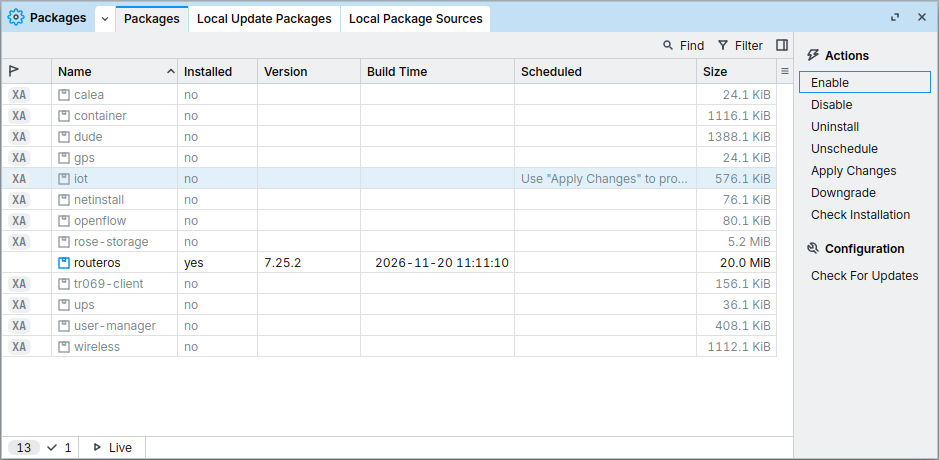 Packages Packages Local Update Packages Local Package Sources
Find Filter
Name Installed Version Build Time Scheduled Size
XA calea no 24.1 KiB
XA container no 1116.1 KiB
XA dude no 1388.1 KiB
XA gps no 24.1 KiB
XA iot no Use "Apply Changes" to pro... 576.1 KiB
XA netinstall no 76.1 KiB
XA openflow no 80.1 KiB
XA rose-storage no 5.2 MiB
routeros yes 7.25.2 2026-11-20 11:11:10 20.0 MiB
XA tr069-client no 156.1 KiB
XA ups no 36.1 KiB
XA user-manager no 408.1 KiB
XA wireless no 1112.1 KiB
13 1 Live
Actions
Enable
Disable
Uninstall
Unschedule
Apply Changes
Downgrade
Check Installation
Configuration
Check For Updates